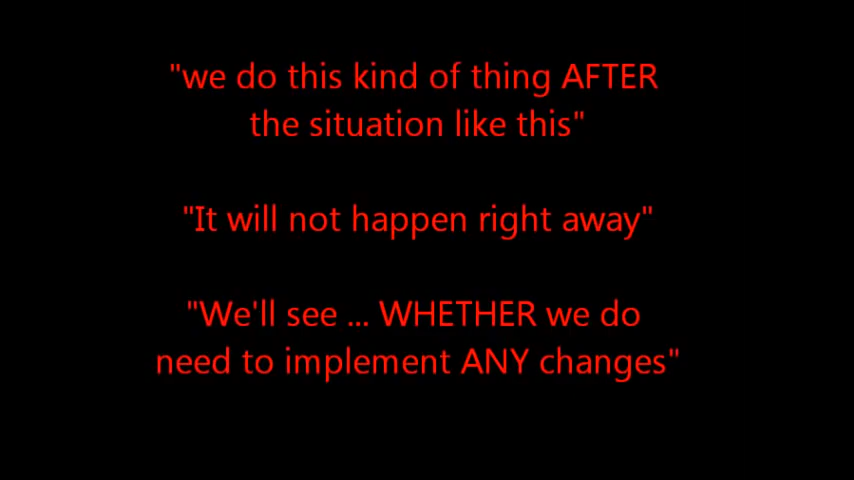 "we do this kind of thing AFTER
the situation like this"
"It will not happen right away"
"We'll see ... WHETHER we do
need to implement ANY changes"